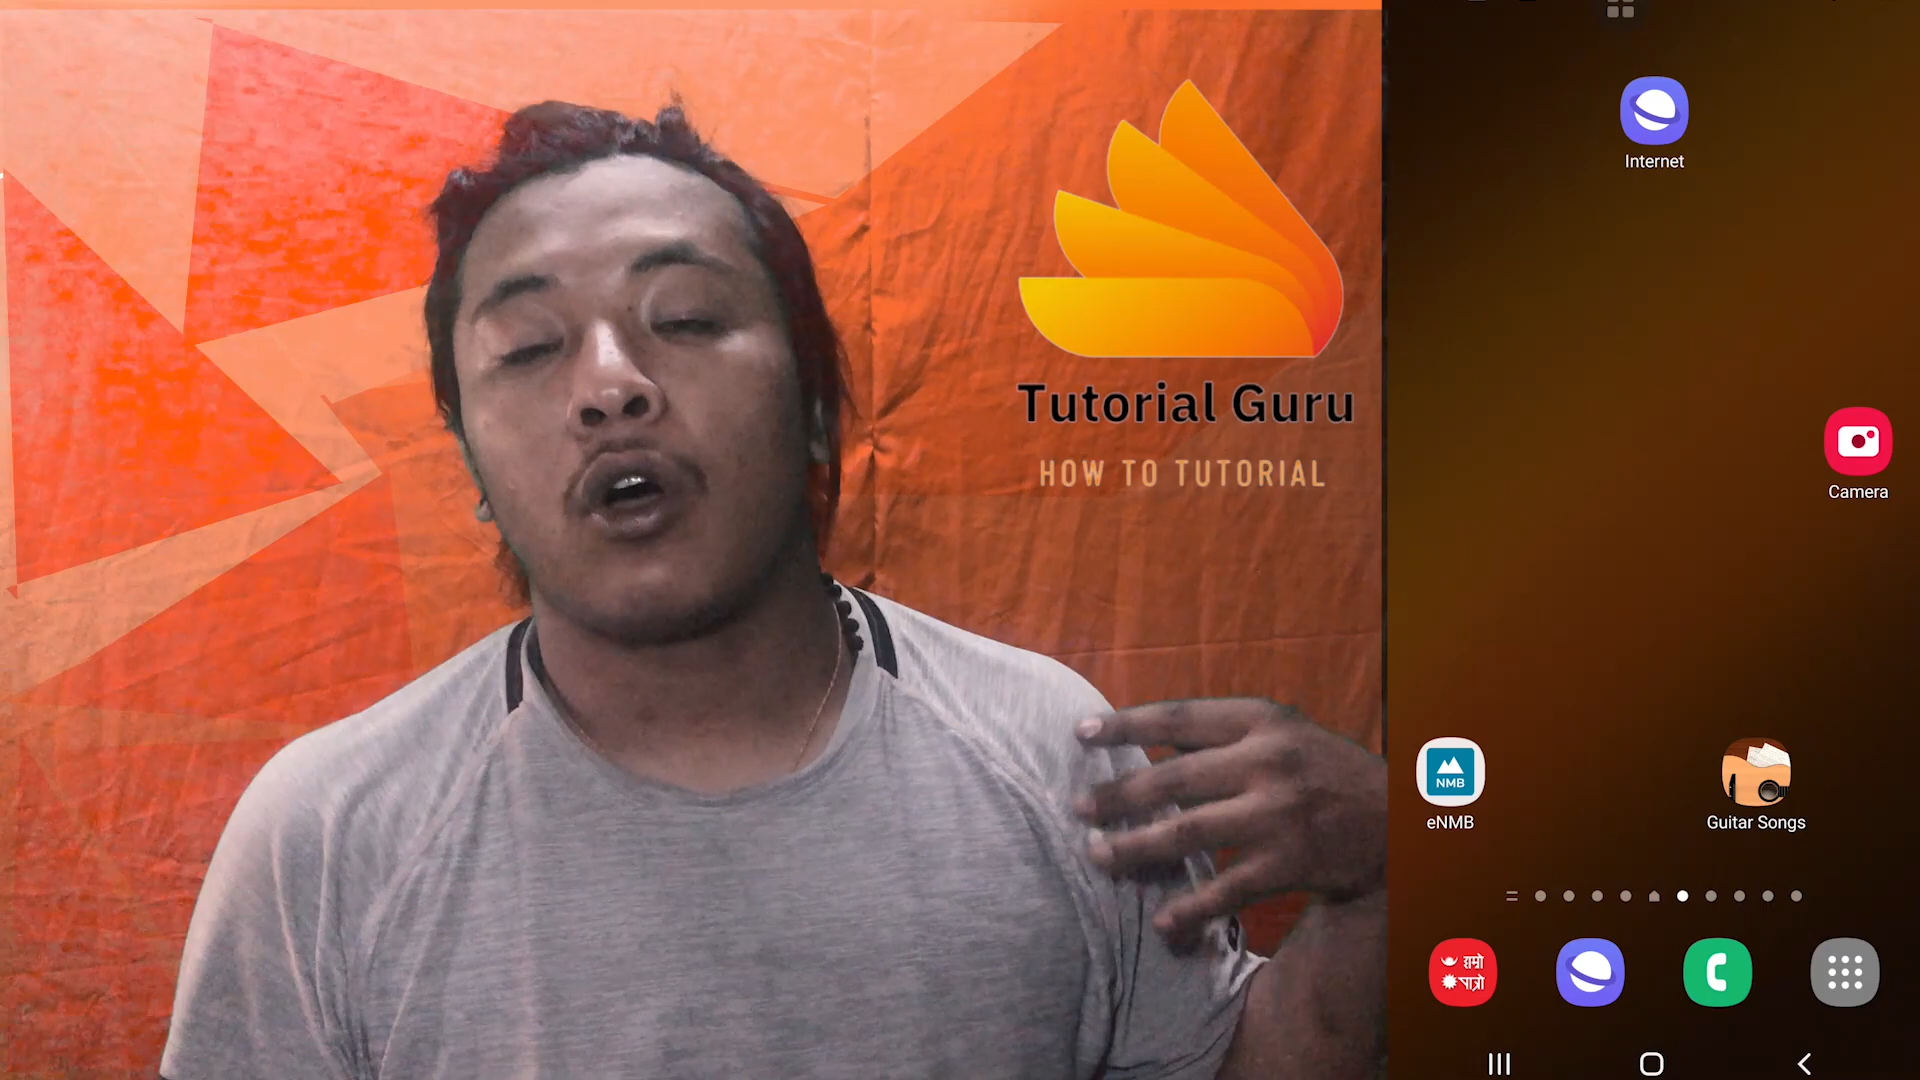 Tutorial Guru
HOW TO TUTORIAL
Internet
Camera
NMB
eNMB
Guitar Songs
हाम्रो
पात्रो